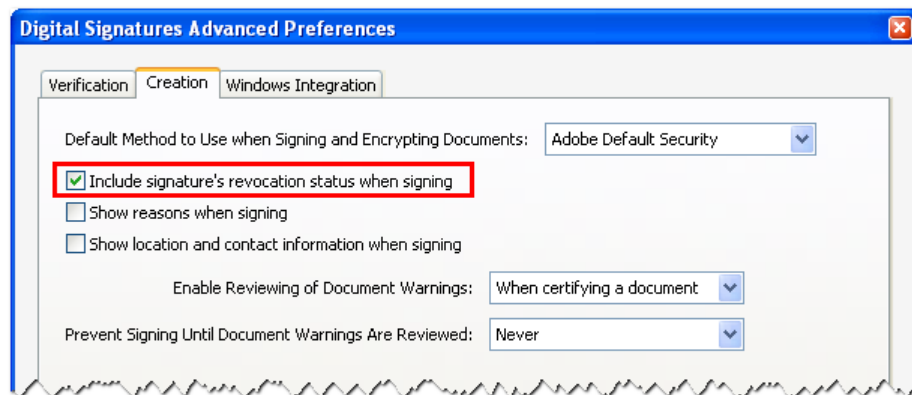 Digital Signatures Advanced Preferences
Verification Creation Windows Integration
Default Method to Use when Signing and Encrypting Documents: Adobe Default Security
Include signature's revocation status when signing
Show reasons when signing
Show location and contact information when signing
Enable Reviewing of Document Warnings: When certifying a document
Prevent Signing Until Document Warnings Are Reviewed: Never